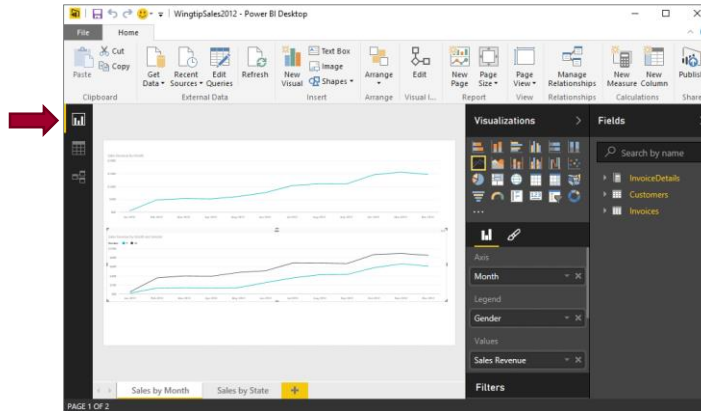 WingtipSales2012 - Power BI Desktop
File Home
Paste
Cut
Copy
Clipboard
Get Data
Recent Sources
Edit Queries
Refresh
External Data
New Visual
Text Box
Image
Shapes
Insert
Arrange
Arrange
Edit
Visual I...
New Page
Page Size
Report
Page View
View
Manage Relationships
Relationships
New Measure
New Column
Calculations
Publish
Share
Visualizations
Fields
Search by name
InvoiceDetails
Customers
Invoices
...
Axis
Month
Legend
Gender
Values
Sales Revenue
Filters
Sales by Month
Sales by State
PAGE 1 OF 2